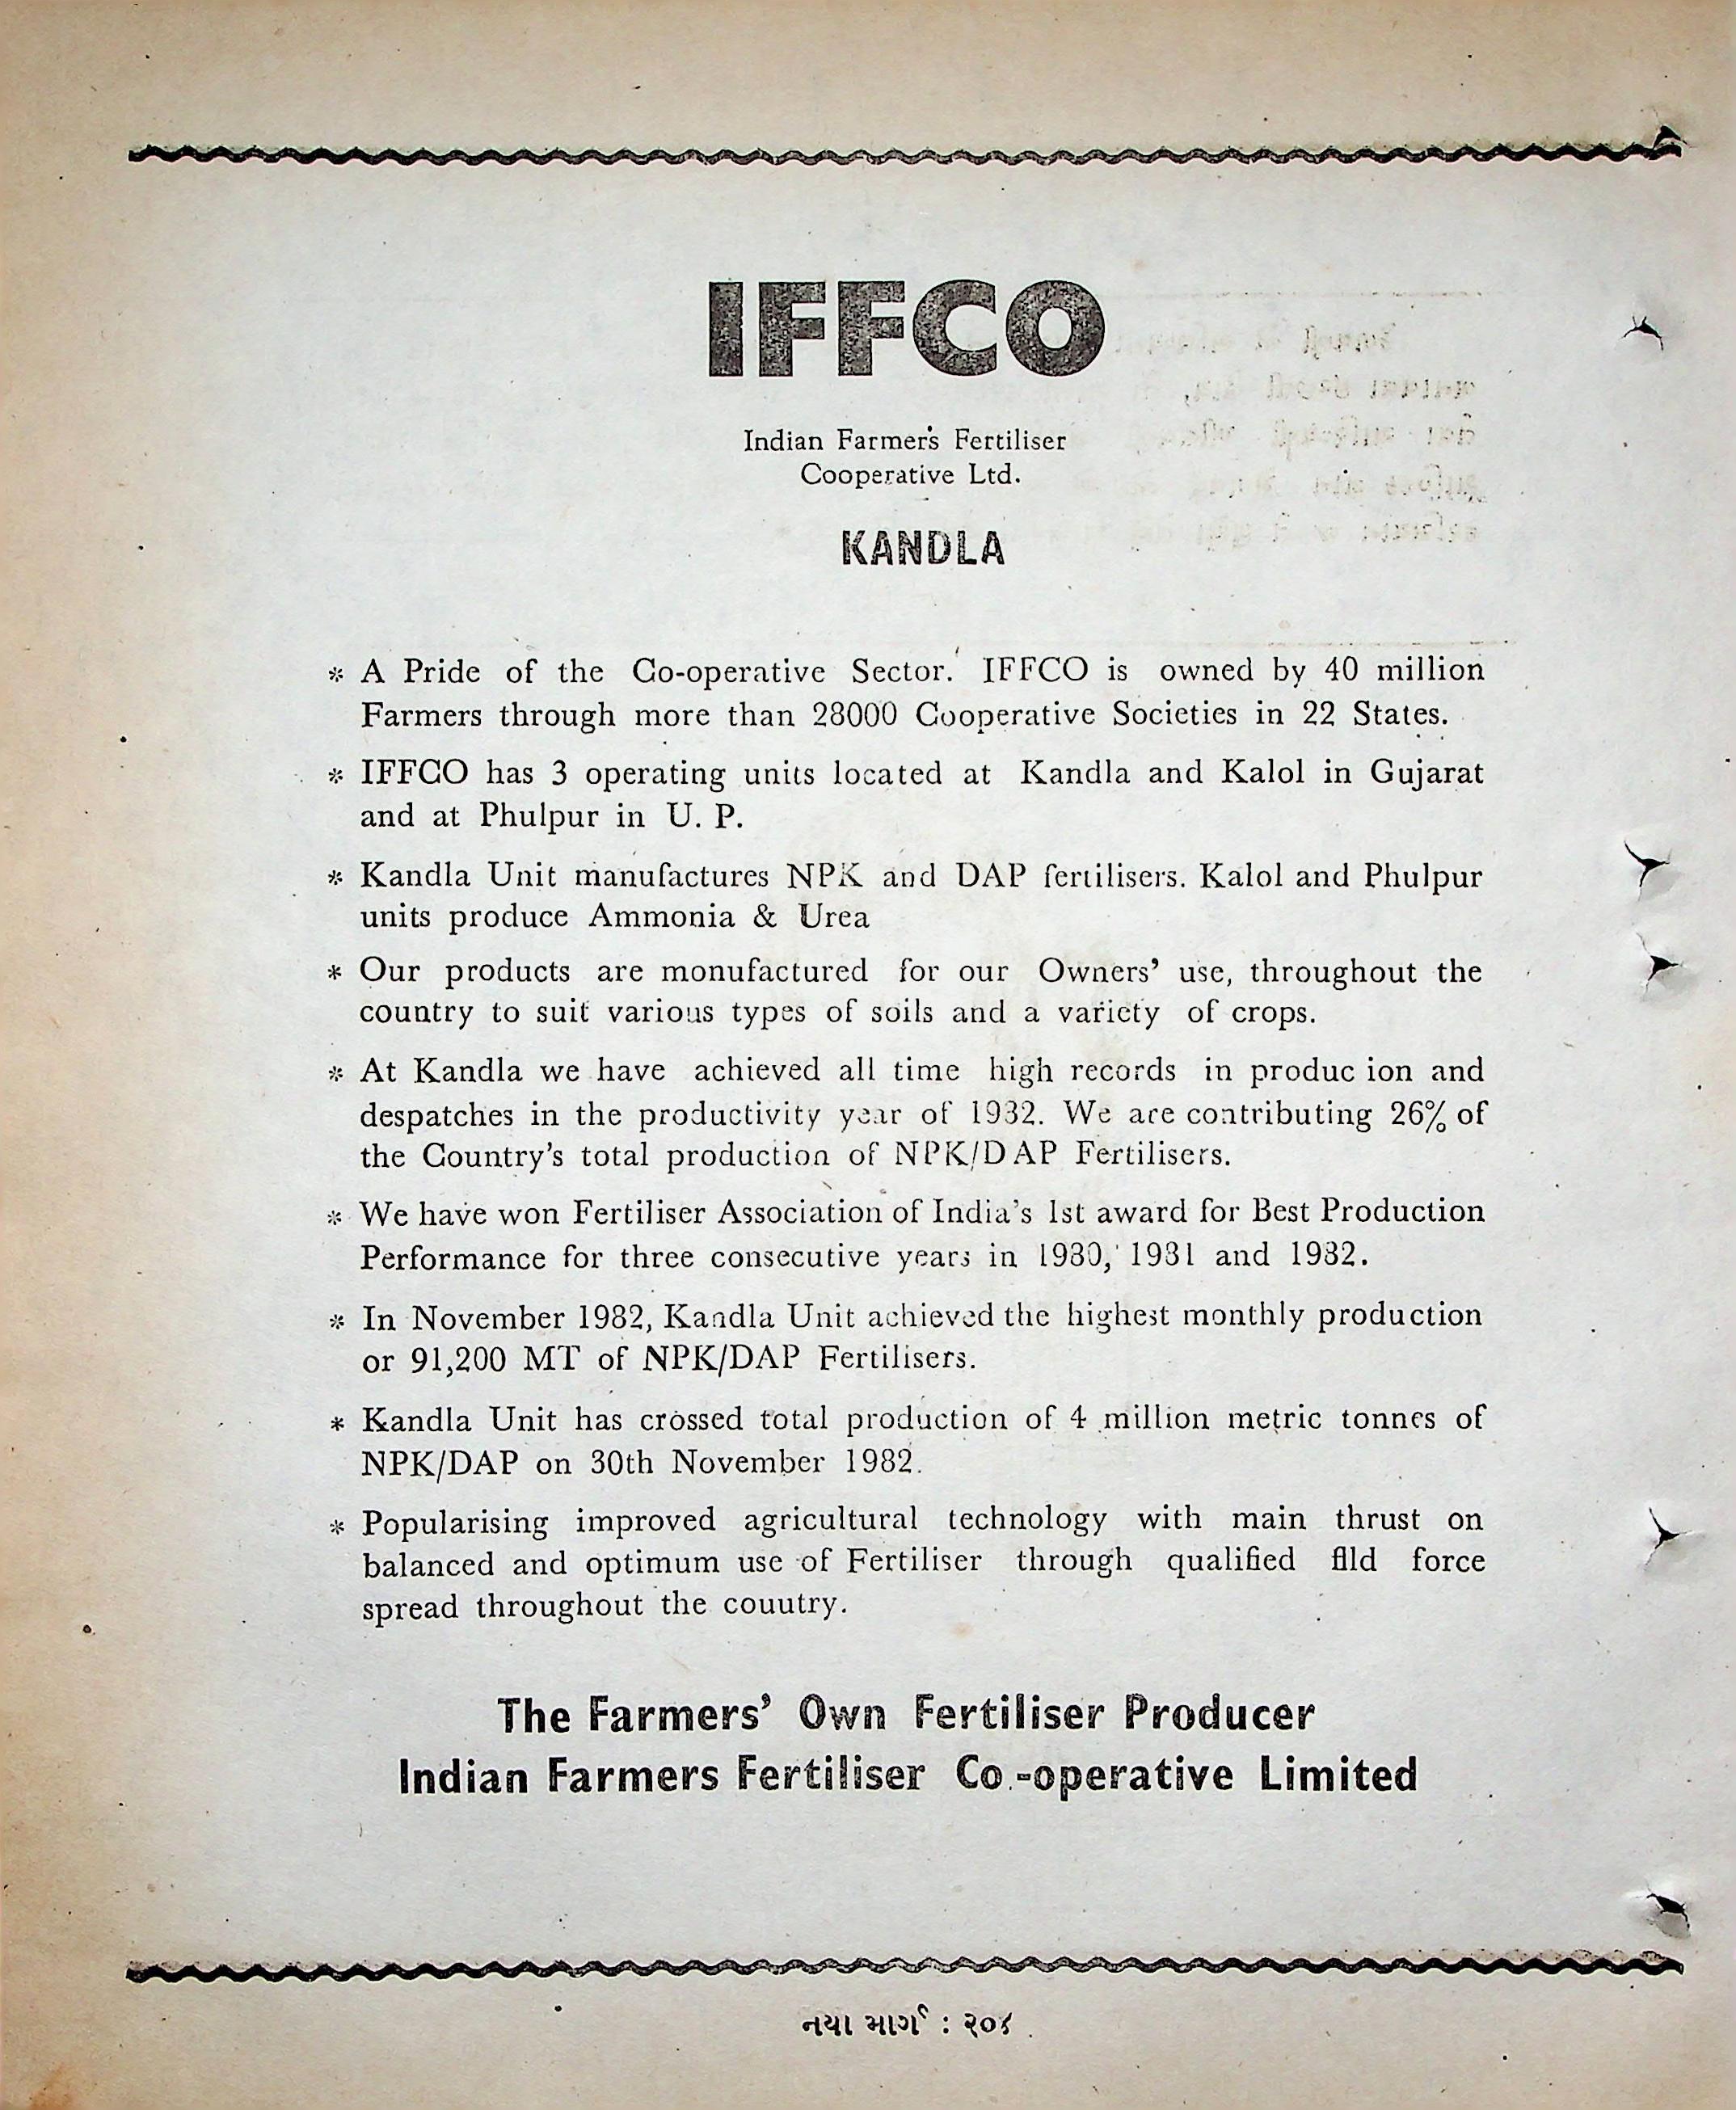 IFFCO
Indian Farmer's Fertiliser
Cooperative Ltd.
KANDLA
* A Pride of the Co-operative Sector. IFFCO is owned by 40 million
Farmers through more than 28000 Cooperative Societies in 22 States.
* IFFCO has 3 operating units located at Kandla and Kalol in Gujarat
and at Phulpur in U. P.
* Kandla Unit manufactures NPK and DAP fertilisers. Kalol and Phulpur
units produce Ammonia & Urea
* Our products are monufactured for our Owners' use, throughout the
country to suit various types of soils and a variety of crops.
* At Kandla we have achieved all time high records in produc ion and
despatches in the productivity year of 1982. We are contributing 26% of
the Country's total production of NPK/DAP Fertilisers.
* We have won Fertiliser Association of India's 1st award for Best Production
Performance for three consecutive years in 1980, 1981 and 1982.
* In November 1982, Kandla Unit achieved the highest monthly production
or 91,200 MT of NPK/DAP Fertilisers.
* Kandla Unit has crossed total production of 4 million metric tonnes of
NPK/DAP on 30th November 1982.
* Popularising improved agricultural technology with main thrust on
balanced and optimum use of Fertiliser through qualified flld force
spread throughout the couutry.
The Farmers' Own Fertiliser Producer
Indian Farmers Fertiliser Co.-operative Limited
નયા માર્ગ : ૨૦૪